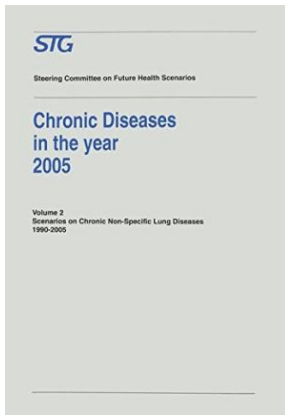 STG
Steering Committee on Future Health Scenarios
Chronic Diseases
in the year
2005
Volume 2
Scenarios on Chronic Non-Specific Lung Diseases
1990-2005